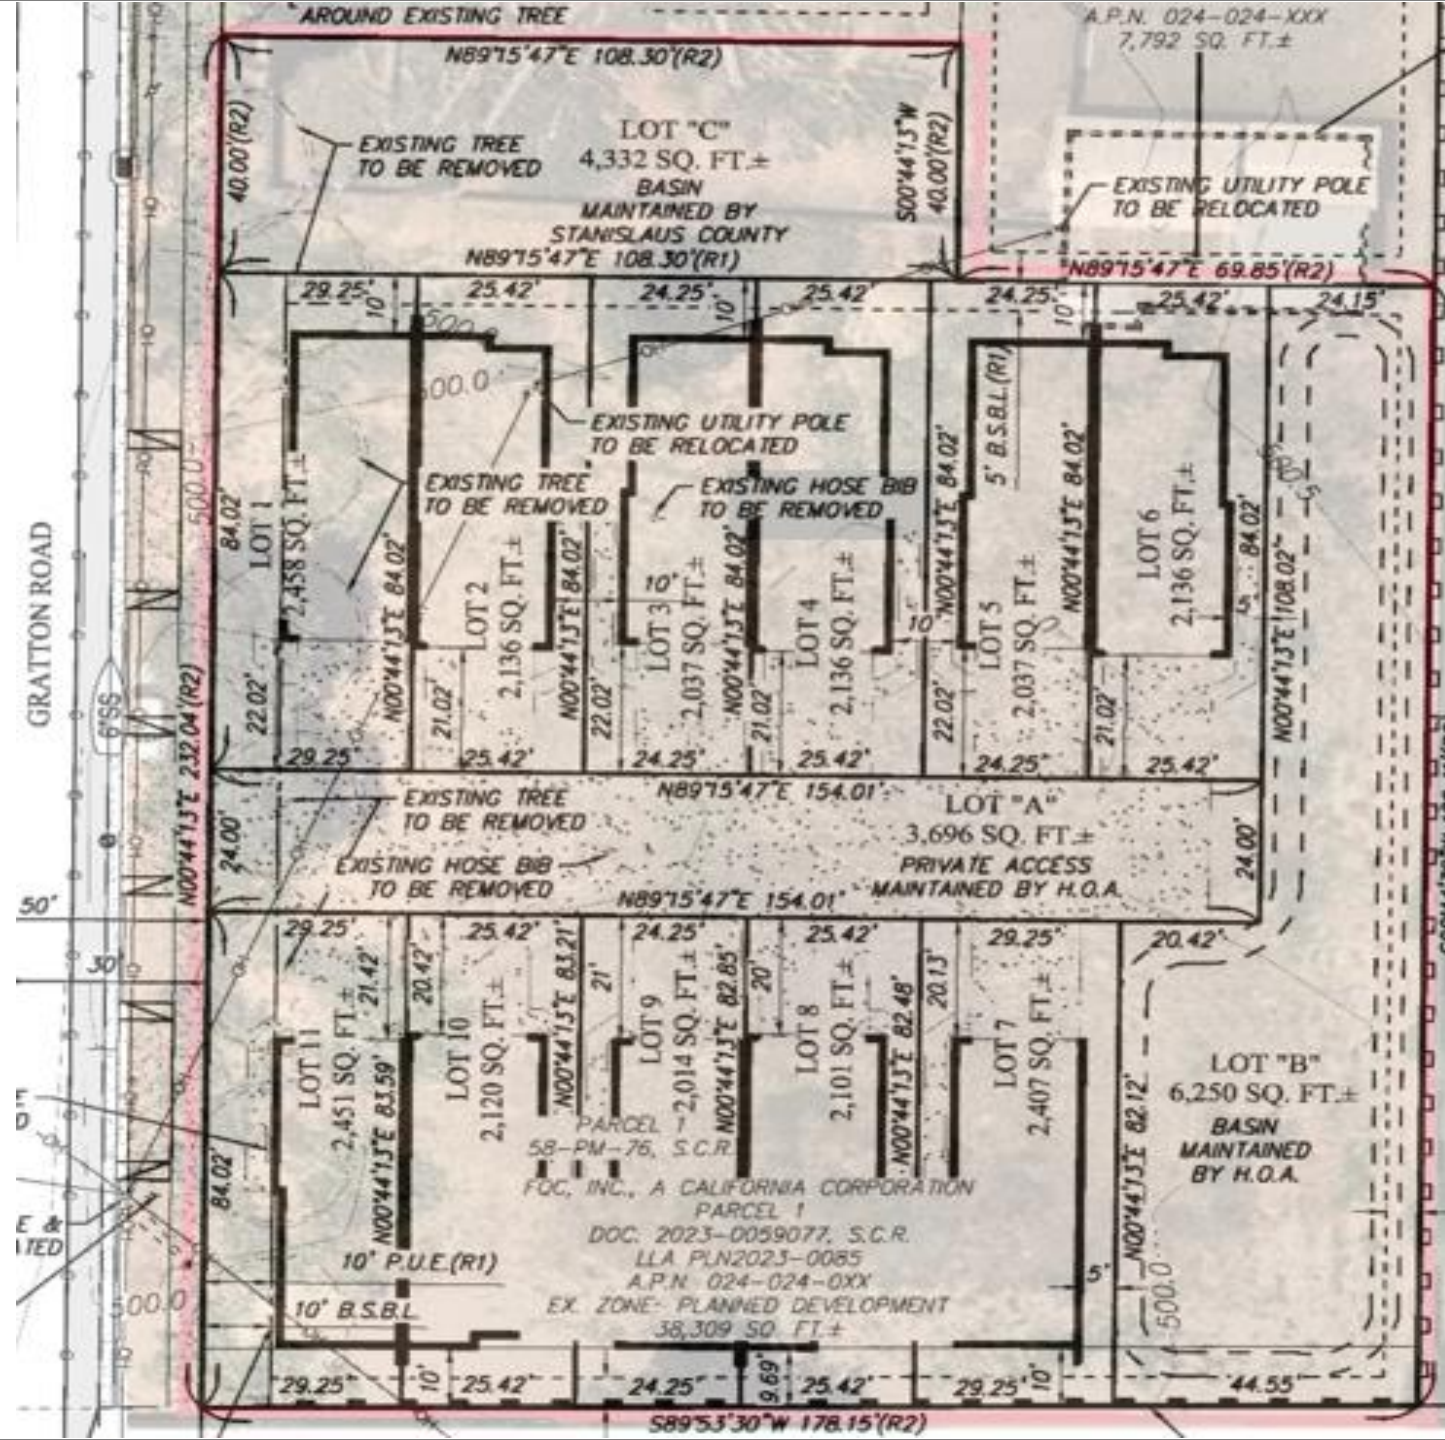 AROUND EXISTING TREE
A.P.N. 024-024-XXX
7,792 SQ. FT.±
N89°15'47"E 108.30'(R2)
40.00'(R2)
EXISTING TREE
TO BE REMOVED
LOT "C"
4,332 SQ. FT.±
BASIN
MAINTAINED BY
STANISLAUS COUNTY
N89°15'47"E 108.30'(R1)
S00°44'13"W
40.00'(R2)
EXISTING UTILITY POLE
TO BE RELOCATED
N89°15'47"E 69.85'(R2)
29.25'
25.42'
24.25'
25.42'
24.25'
25.42'
24.15'
10'
10'
10'
500.0
500.0
EXISTING UTILITY POLE
TO BE RELOCATED
EXISTING TREE
TO BE REMOVED
EXISTING HOSE BIB
TO BE REMOVED
5' B.S.B.L.(R1)
GRATTON ROAD
6"SS
500.0
N00°44'13"E 232.04'(R2)
84.02'
LOT 1
2,458 SQ. FT.±
N00°44'13"E 84.02'
LOT 2
2,136 SQ. FT.±
N00°44'13"E 84.02'
10'
LOT 3
2,037 SQ. FT.±
N00°44'13"E 84.02'
LOT 4
2,136 SQ. FT.±
10'
N00°44'13"E 84.02'
LOT 5
2,037 SQ. FT.±
N00°44'13"E 84.02'
LOT 6
2,136 SQ. FT.±
5'
84.02'
N00°44'13"E 108.02'
22.02'
21.02'
22.02'
21.02'
22.02'
21.02'
29.25'
25.42'
24.25'
25.42'
24.25'
25.42'
N89°15'47"E 154.01'
24.00'
EXISTING TREE
TO BE REMOVED
EXISTING HOSE BIB
TO BE REMOVED
LOT "A"
3,696 SQ. FT.±
PRIVATE ACCESS
MAINTAINED BY H.O.A.
24.00'
N89°15'47"E 154.01'
50'
30'
29.25'
25.42'
24.25'
25.42'
29.25'
20.42'
21.42'
20.42'
21'
20'
20.13'
LOT 11
2,451 SQ. FT.±
N00°44'13"E 83.59'
LOT 10
2,120 SQ. FT.±
N00°44'13"E 83.21'
LOT 9
2,014 SQ. FT.±
N00°44'13"E 82.85'
LOT 8
2,101 SQ. FT.±
N00°44'13"E 82.48'
LOT 7
2,407 SQ. FT.±
N00°44'13"E 82.12'
LOT "B"
6,250 SQ. FT.±
BASIN
MAINTAINED
BY H.O.A.
84.02'
PARCEL 1
58-PM-76, S.C.R.
FQC, INC., A CALIFORNIA CORPORATION
PARCEL 1
DOC. 2023-0059077, S.C.R.
LLA PLN2023-0085
A.P.N. 024-024-0XX
EX. ZONE: PLANNED DEVELOPMENT
38,309 SQ. FT.±
E &
10' P.U.E.(R1)
10' B.S.B.L.
5'
500.0
500.0
29.25'
10'
25.42'
24.25'
9.69'
25.42'
29.25'
10'
44.55'
S89°53'30"W 178.15'(R2)